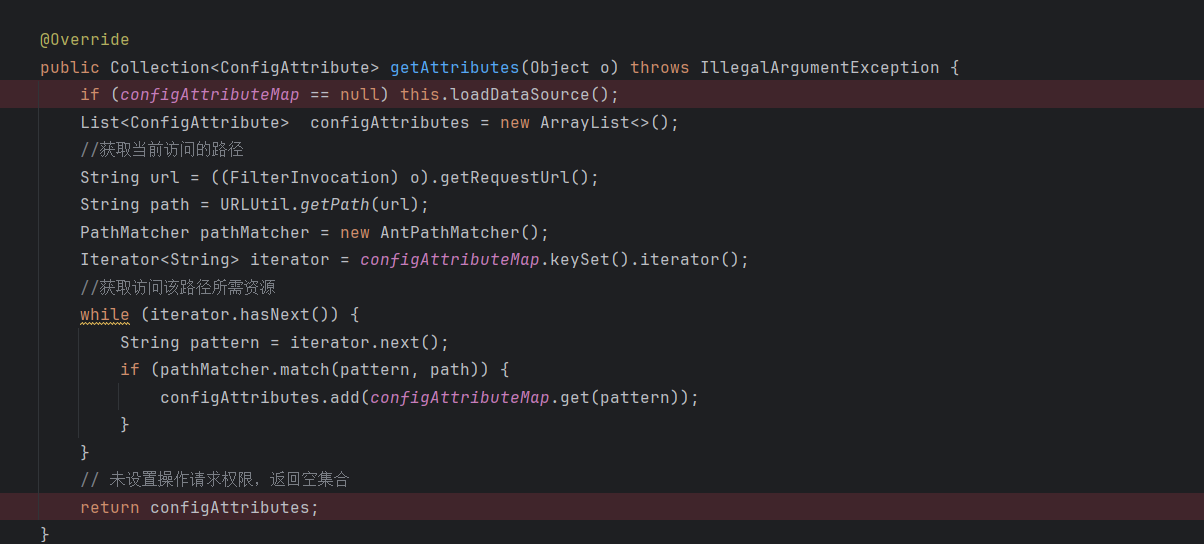 @Override
public Collection<ConfigAttribute> getAttributes(Object o) throws IllegalArgumentException {
if (configAttributeMap == null) this.loadDataSource();
List<ConfigAttribute>  configAttributes = new ArrayList<>();
//获取当前访问的路径
String url = ((FilterInvocation) o).getRequestUrl();
String path = URLUtil.getPath(url);
PathMatcher pathMatcher = new AntPathMatcher();
Iterator<String> iterator = configAttributeMap.keySet().iterator();
//获取访问该路径所需资源
while (iterator.hasNext()) {
String pattern = iterator.next();
if (pathMatcher.match(pattern, path)) {
configAttributes.add(configAttributeMap.get(pattern));
}
}
// 未设置操作请求权限，返回空集合
return configAttributes;
}